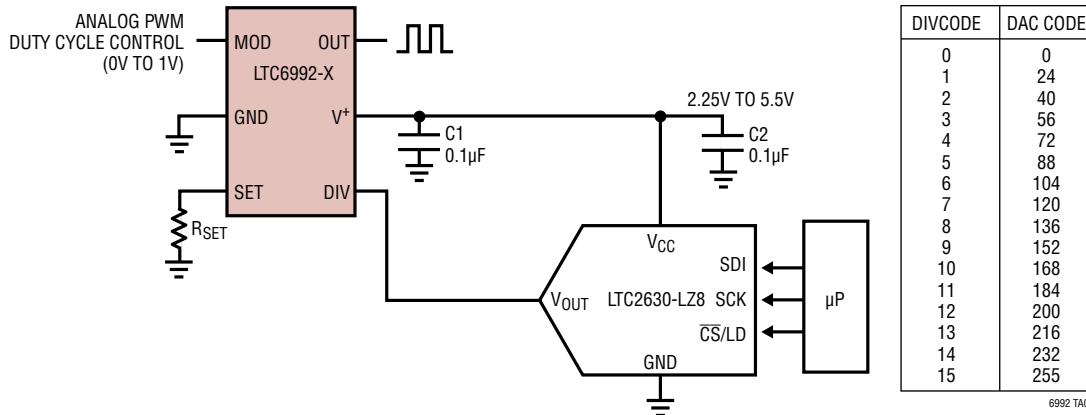 ANALOG PWM
DUTY CYCLE CONTROL
(0V TO 1V)
MOD OUT
LTC6992-X
GND V+
SET DIV
RSET
C1
0.1µF
2.25V TO 5.5V
C2
0.1µF
VCC
SDI
VOUT LTC2630-LZ8 SCK
CS/LD
GND
µP
DIVCODE DAC CODE
0 0
1 24
2 40
3 56
4 72
5 88
6 104
7 120
8 136
9 152
10 168
11 184
12 200
13 216
14 232
15 255